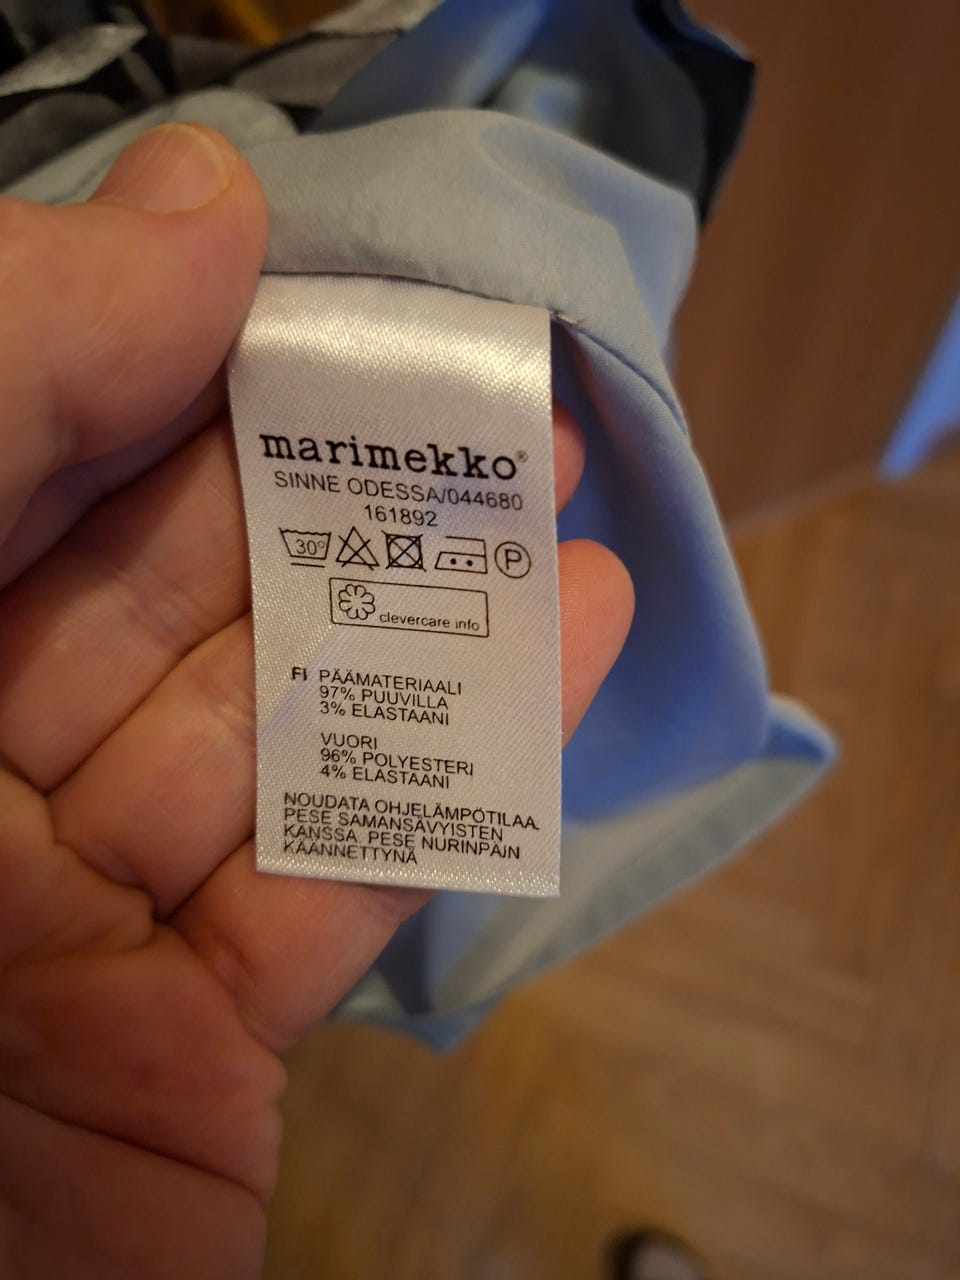 marimekko®
SINNE ODESSA/044680
161892
30° P
clevercare info
FI PÄÄMATERIAALI
97% PUUVILLA
3% ELASTAANI
VUORI
96% POLYESTERI
4% ELASTAANI
NOUDATA OHJELÄMPÖTILAA.
PESE SAMANSÄVYISTEN
KANSSA. PESE NURINPÄIN
KÄÄNNETTYNÄ